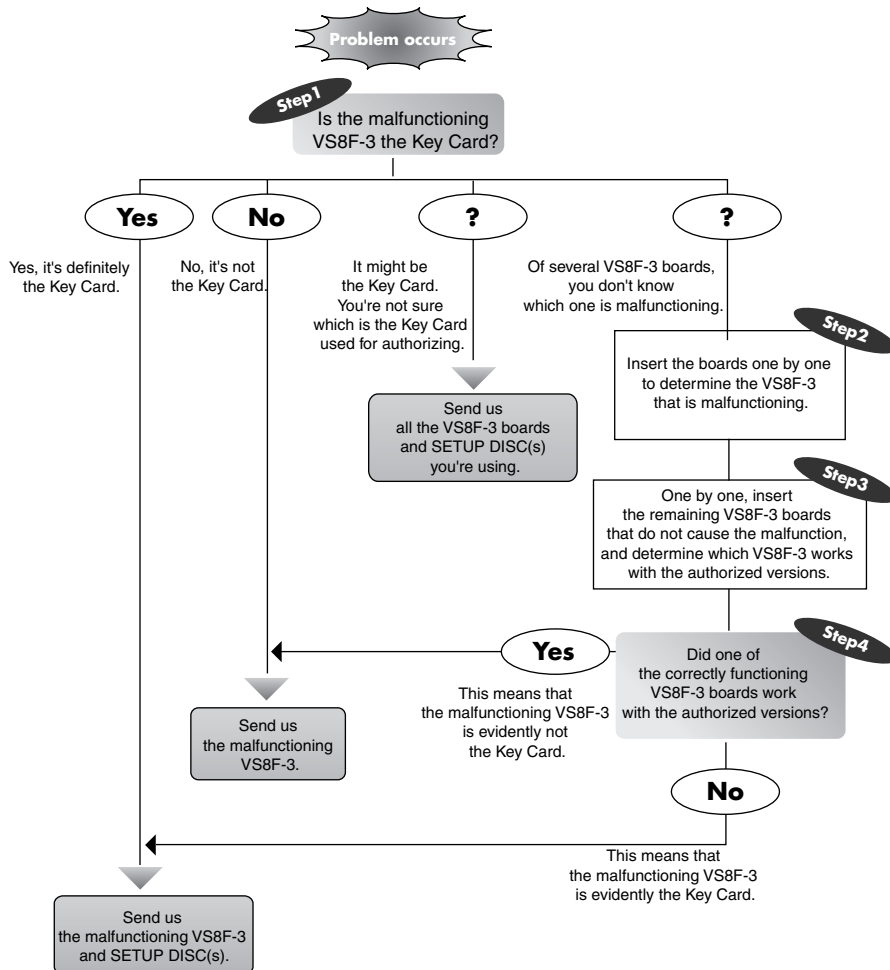 Problem occurs
Step1
Is the malfunctioning
VS8F-3 the Key Card?
Yes
No
?
?
Yes, it's definitely
the Key Card.
No, it's not
the Key Card.
It might be
the Key Card.
You're not sure
which is the Key Card
used for authorizing.
Of several VS8F-3 boards,
you don't know
which one is malfunctioning.
Step2
Insert the boards one by one
to determine the VS8F-3
that is malfunctioning.
Send us
all the VS8F-3 boards
and SETUP DISC(s)
you're using.
Step3
One by one, insert
the remaining VS8F-3 boards
that do not cause the malfunction,
and determine which VS8F-3 works
with the authorized versions.
Step4
Did one of
the correctly functioning
VS8F-3 boards work
with the authorized versions?
Yes
This means that
the malfunctioning VS8F-3
is evidently not
the Key Card.
Send us
the malfunctioning
VS8F-3.
No
This means that
the malfunctioning VS8F-3
is evidently the Key Card.
Send us
the malfunctioning VS8F-3
and SETUP DISC(s).